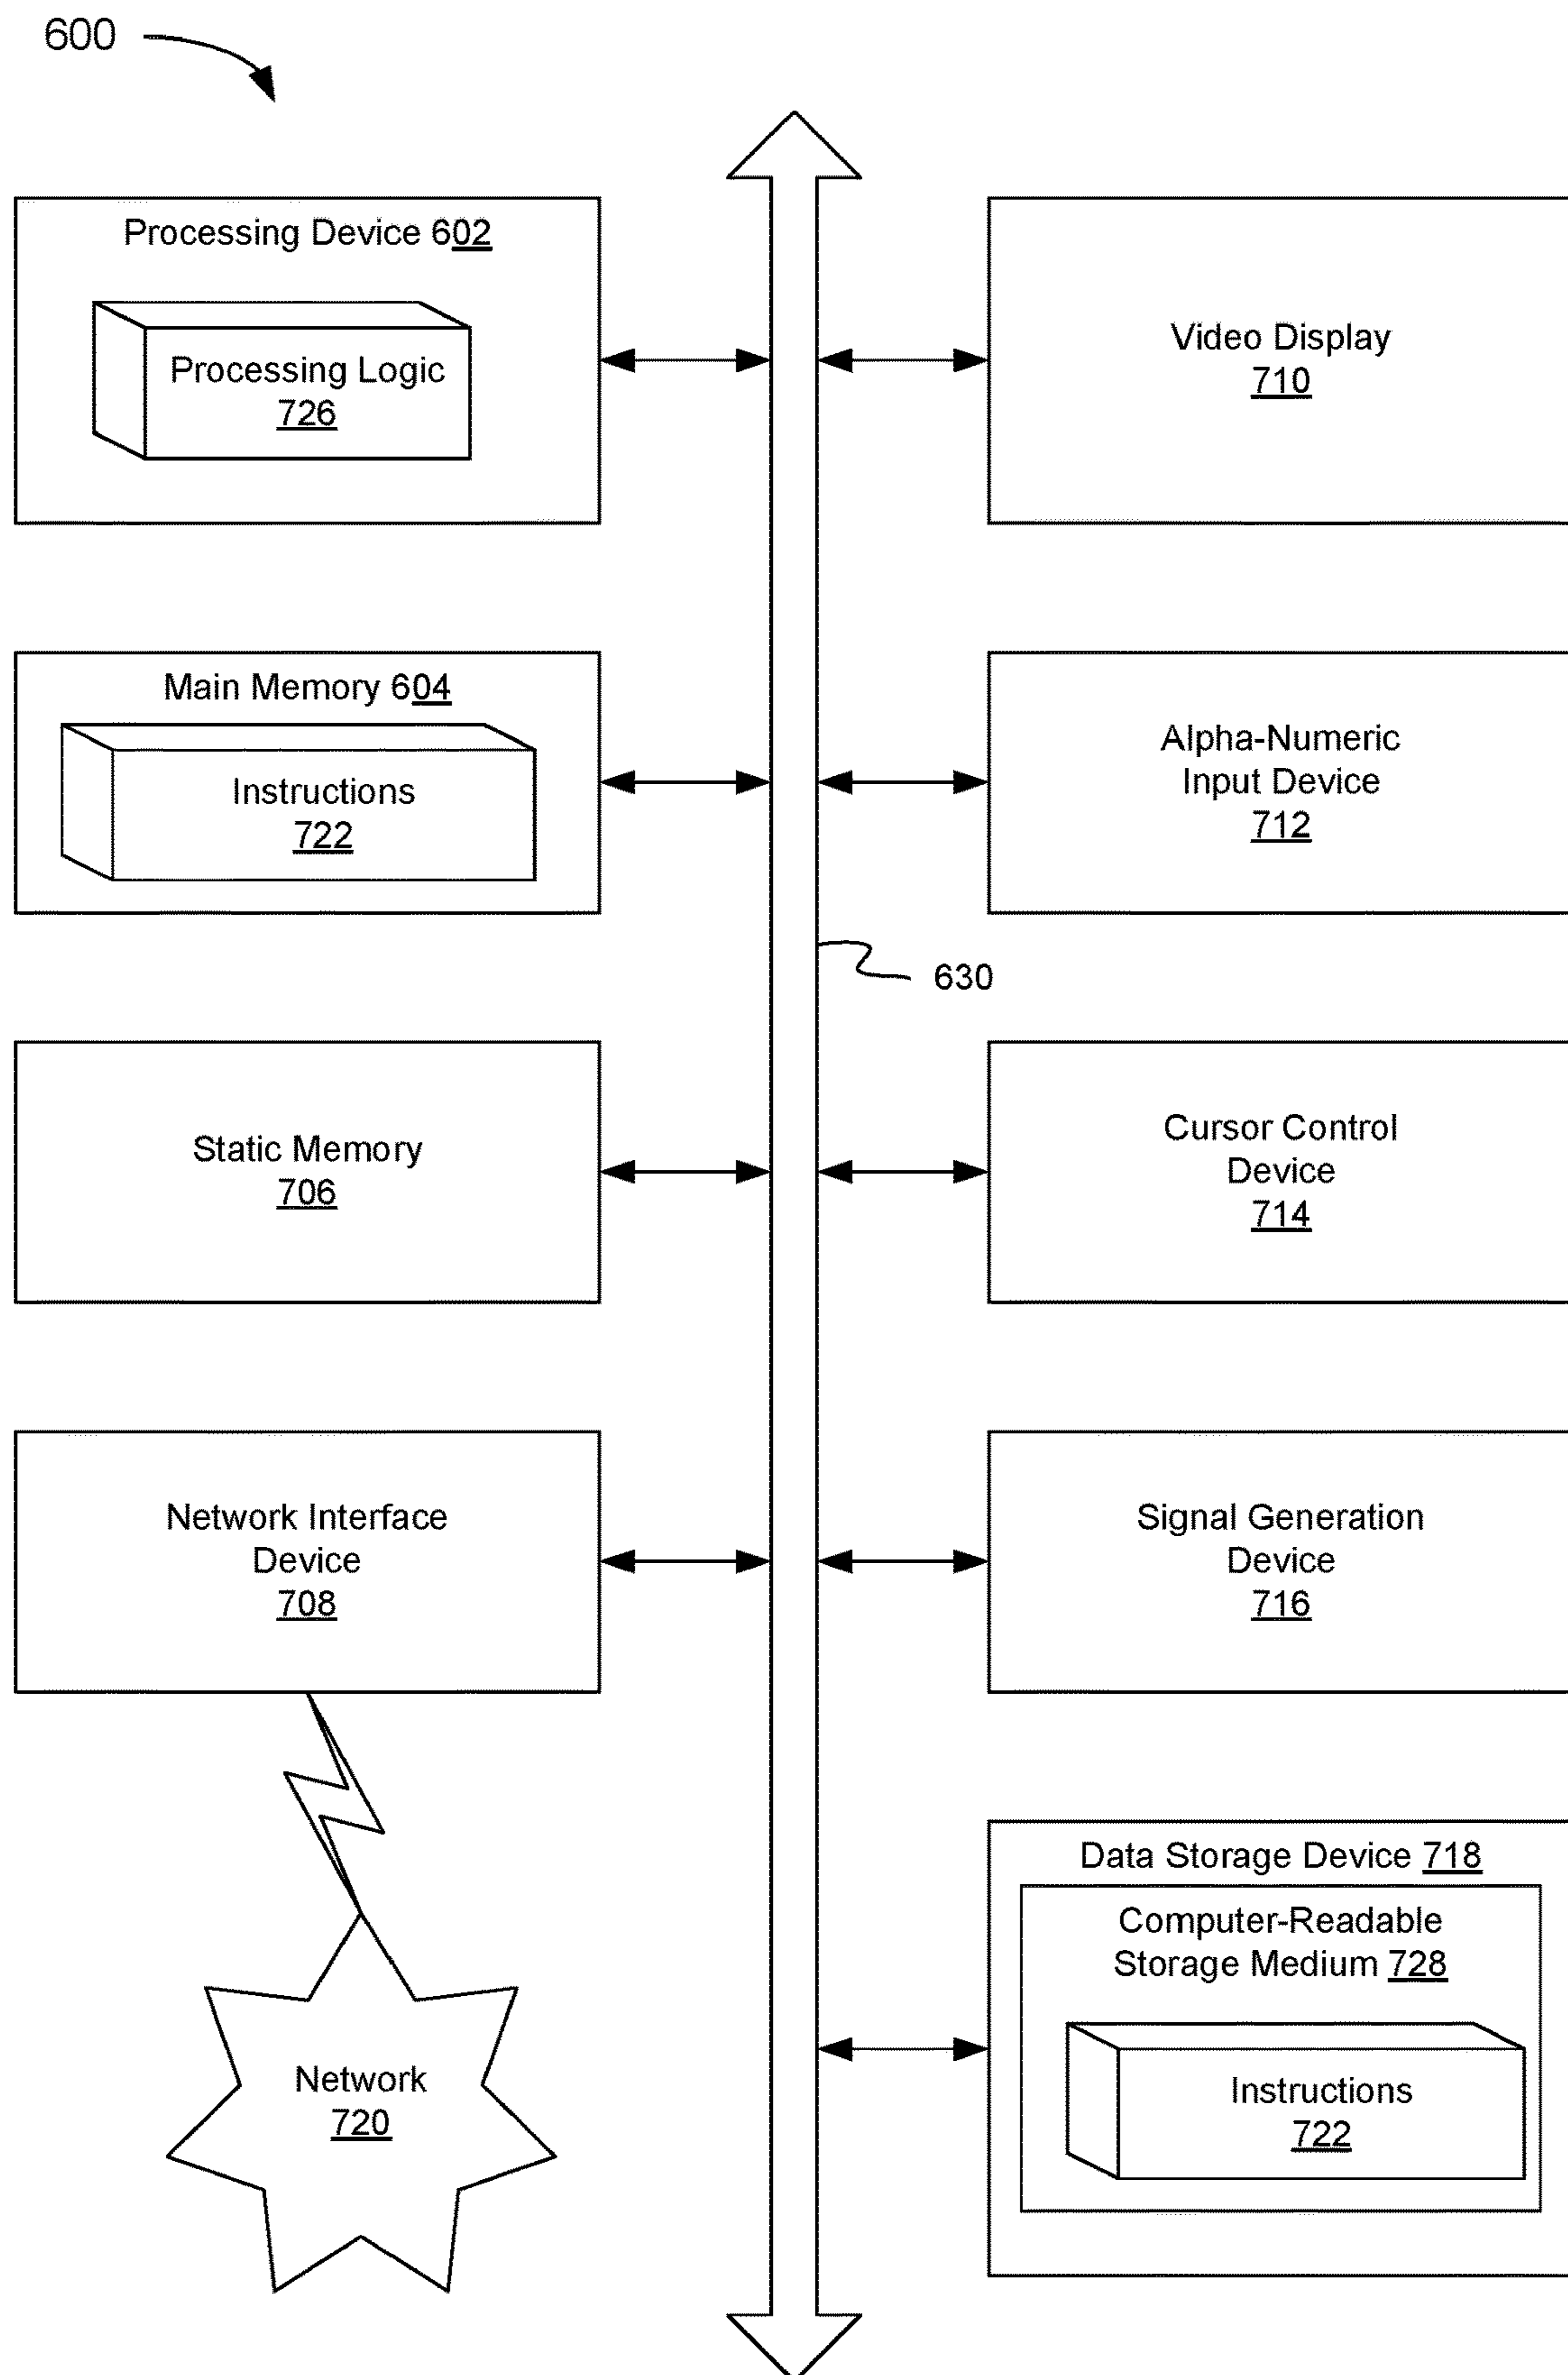 600
Processing Device 602
Processing Logic
726
Video Display
710
Main Memory 604
Instructions
722
Alpha-Numeric
Input Device
712
630
Static Memory
706
Cursor Control
Device
714
Network Interface
Device
708
Signal Generation
Device
716
Data Storage Device 718
Computer-Readable
Storage Medium 728
Instructions
722
Network
720